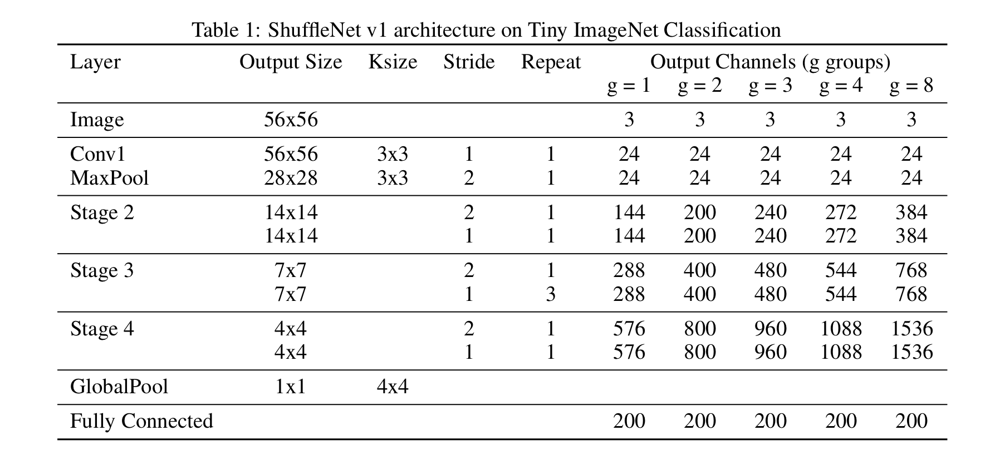 Table 1: ShuffleNet v1 architecture on Tiny ImageNet Classification
Layer Output Size Ksize Stride Repeat Output Channels (g groups)
g = 1 g = 2 g = 3 g = 4 g = 8
Image 56x56 3 3 3 3 3
Conv1 56x56 3x3 1 1 24 24 24 24 24
MaxPool 28x28 3x3 2 1 24 24 24 24 24
Stage 2 14x14 2 1 144 200 240 272 384
14x14 1 1 144 200 240 272 384
Stage 3 7x7 2 1 288 400 480 544 768
7x7 1 3 288 400 480 544 768
Stage 4 4x4 2 1 576 800 960 1088 1536
4x4 1 1 576 800 960 1088 1536
GlobalPool 1x1 4x4
Fully Connected 200 200 200 200 200